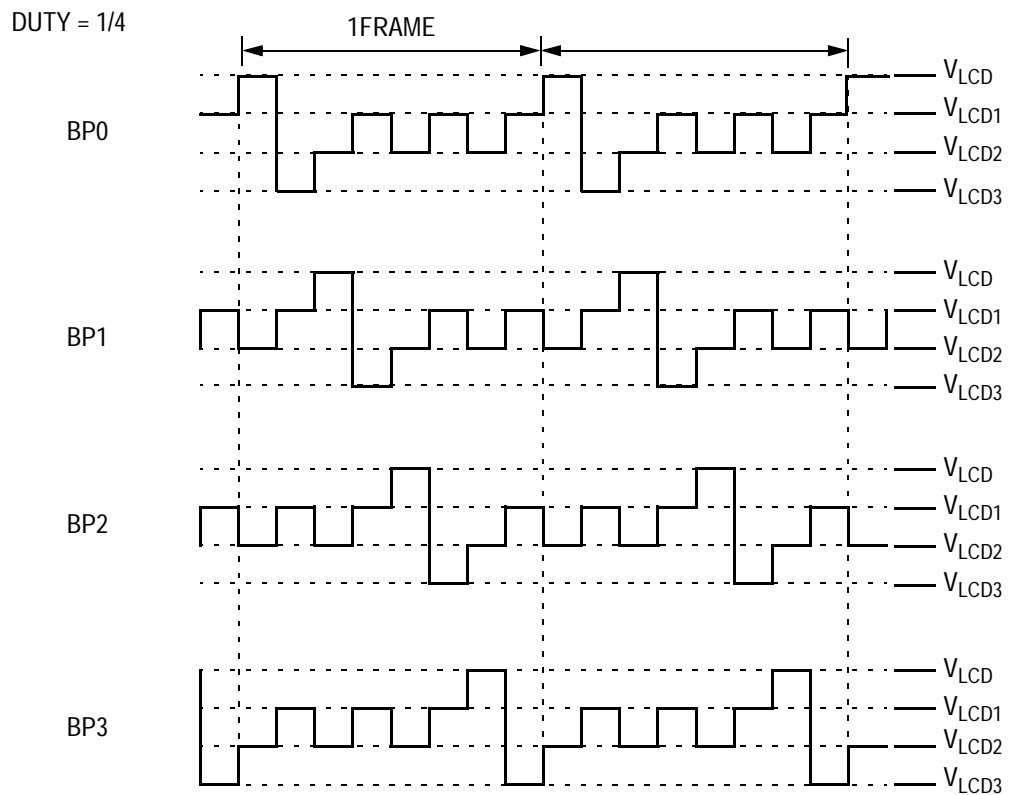 DUTY = 1/4
1FRAME
BP0
VLCD
VLCD1
VLCD2
VLCD3
BP1
VLCD
VLCD1
VLCD2
VLCD3
BP2
VLCD
VLCD1
VLCD2
VLCD3
BP3
VLCD
VLCD1
VLCD2
VLCD3